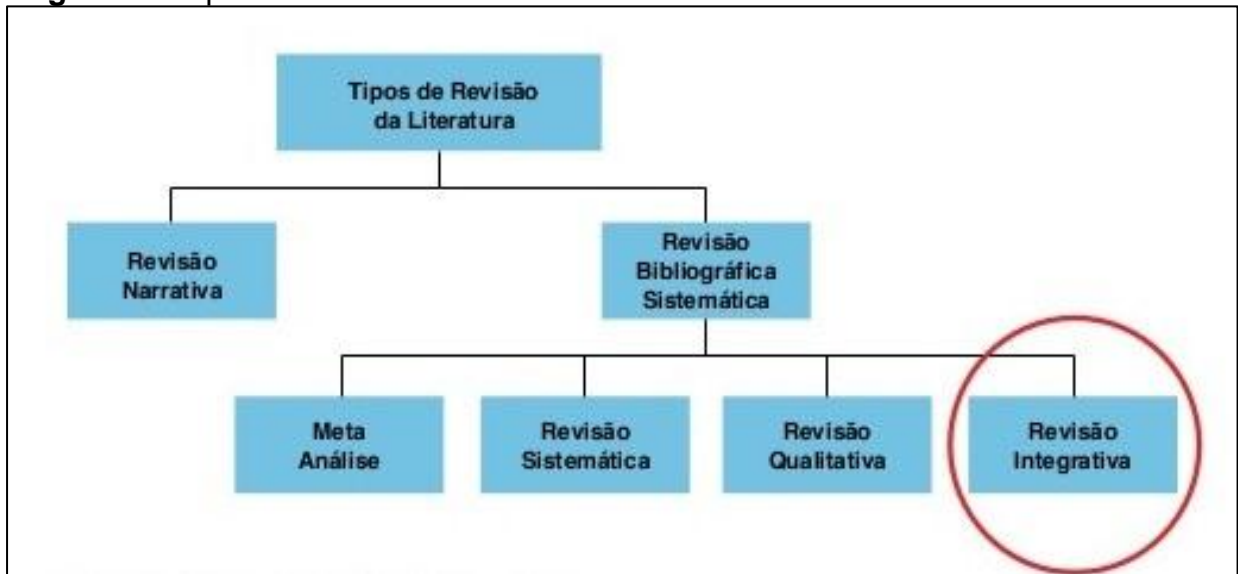 Tipos de Revisão
da Literatura
Revisão
Narrativa
Revisão
Bibliográfica
Sistemática
Meta
Análise
Revisão
Sistemática
Revisão
Qualitativa
Revisão
Integrativa